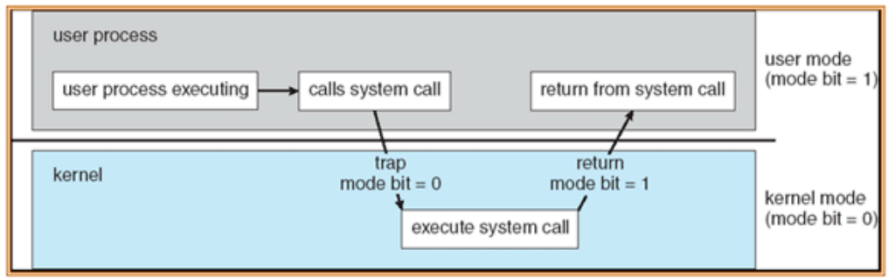 user process
user process executing
calls system call
return from system call
user mode
(mode bit = 1)
trap
mode bit = 0
return
mode bit = 1
kernel
execute system call
kernel mode
(mode bit = 0)